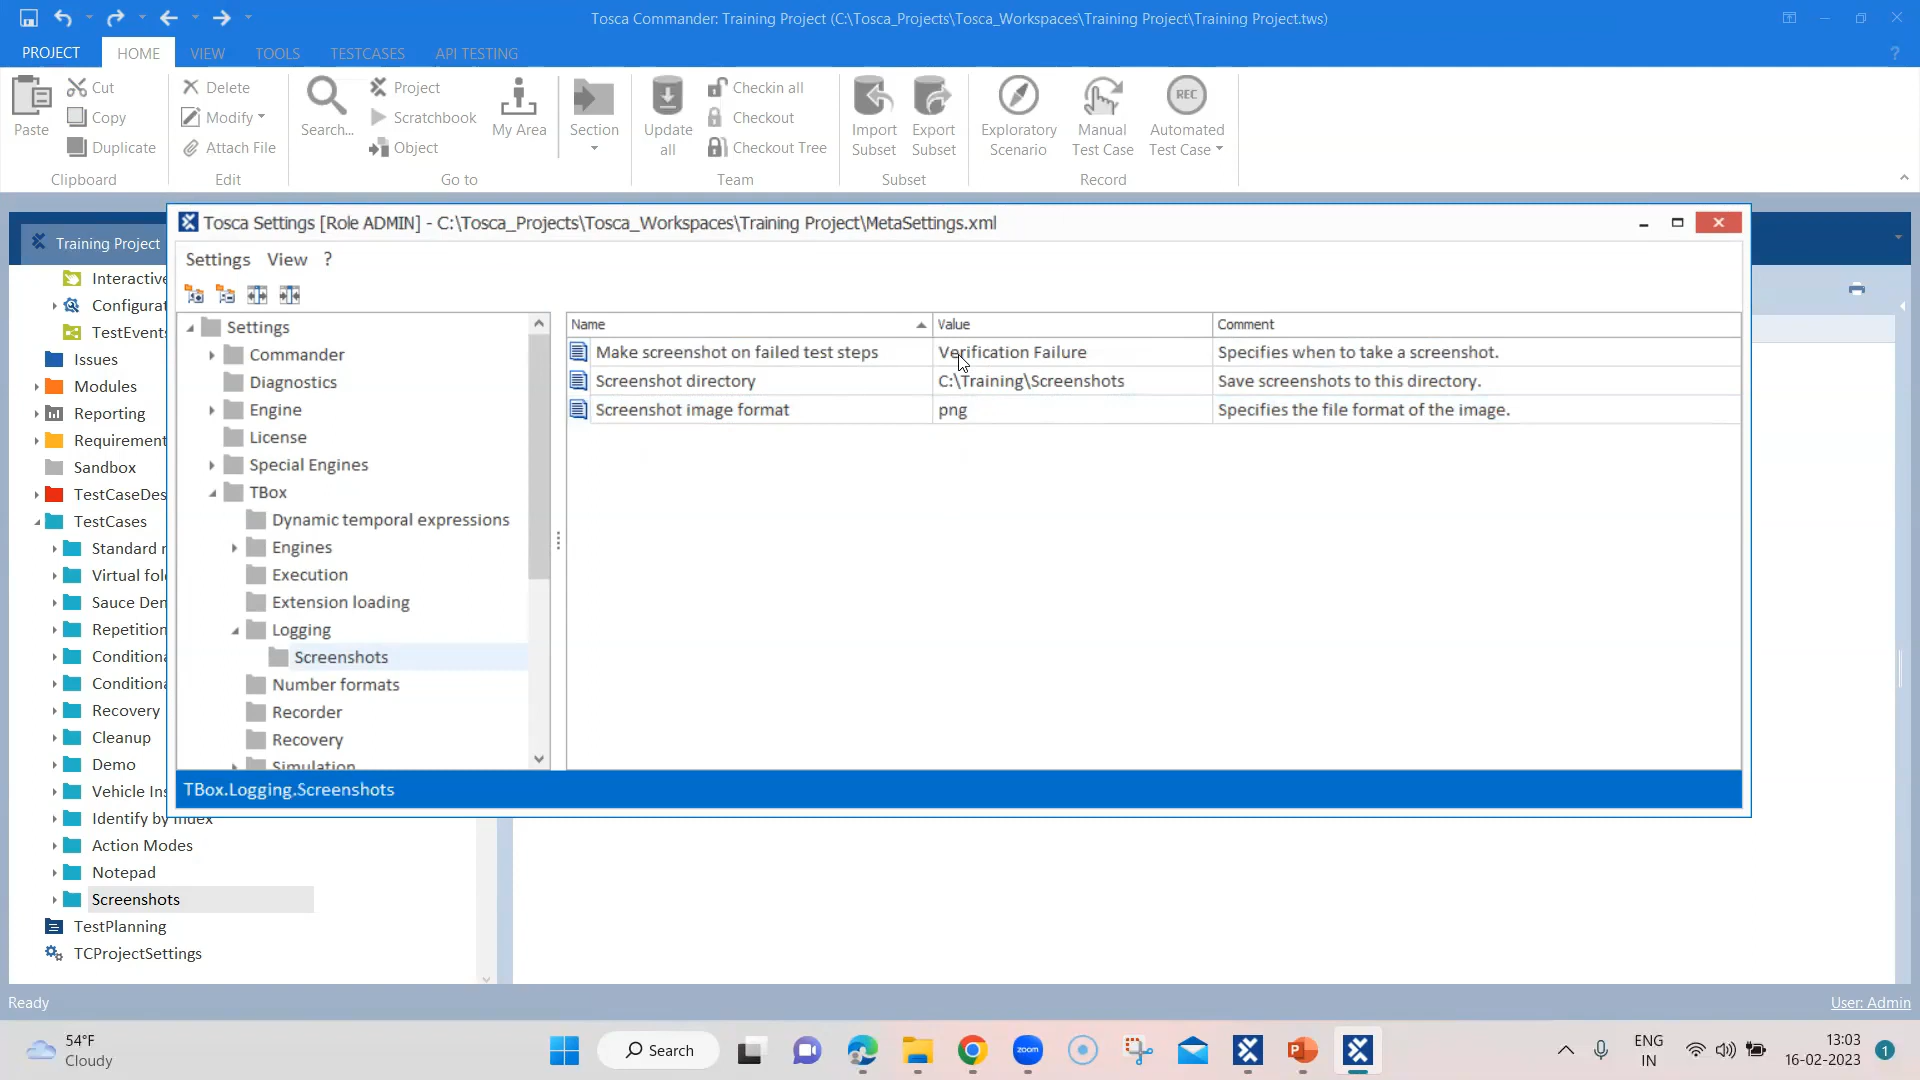 Tosca Commander: Training Project (C:\Tosca_Projects\Tosca_Workspaces\Training Project\Training Project.tws)
PROJECT HOME VIEW TOOLS TESTCASES API TESTING ?
Paste
Cut
Copy
Duplicate
Clipboard
Delete
Modify
Attach File
Edit
Search...
Project
Scratchbook
Object
My Area
Go to
Section
Update all
Checkin all
Checkout
Checkout Tree
Team
Import Subset
Export Subset
Subset
Exploratory Scenario
Manual Test Case
REC
Automated Test Case
Record
Training Project
Interactive
Configurat
TestEvents
Issues
Modules
Reporting
Requirement
Sandbox
TestCaseDes
TestCases
Standard r
Virtual fol
Sauce Den
Repetition
Conditiona
Conditiona
Recovery
Cleanup
Demo
Vehicle Ins
Identify by Index
Action Modes
Notepad
Screenshots
TestPlanning
TCProjectSettings
Tosca Settings [Role ADMIN] - C:\Tosca_Projects\Tosca_Workspaces\Training Project\MetaSettings.xml
Settings View ?
Settings
Commander
Diagnostics
Engine
License
Special Engines
TBox
Dynamic temporal expressions
Engines
Execution
Extension loading
Logging
Screenshots
Number formats
Recorder
Recovery
Simulation
Name Value Comment
Make screenshot on failed test steps Verification Failure Specifies when to take a screenshot.
Screenshot directory C:\Training\Screenshots Save screenshots to this directory.
Screenshot image format png Specifies the file format of the image.
TBox.Logging.Screenshots
Ready
User: Admin
54°F
Cloudy
Search
zoom
ENG
IN
13:03
16-02-2023
1